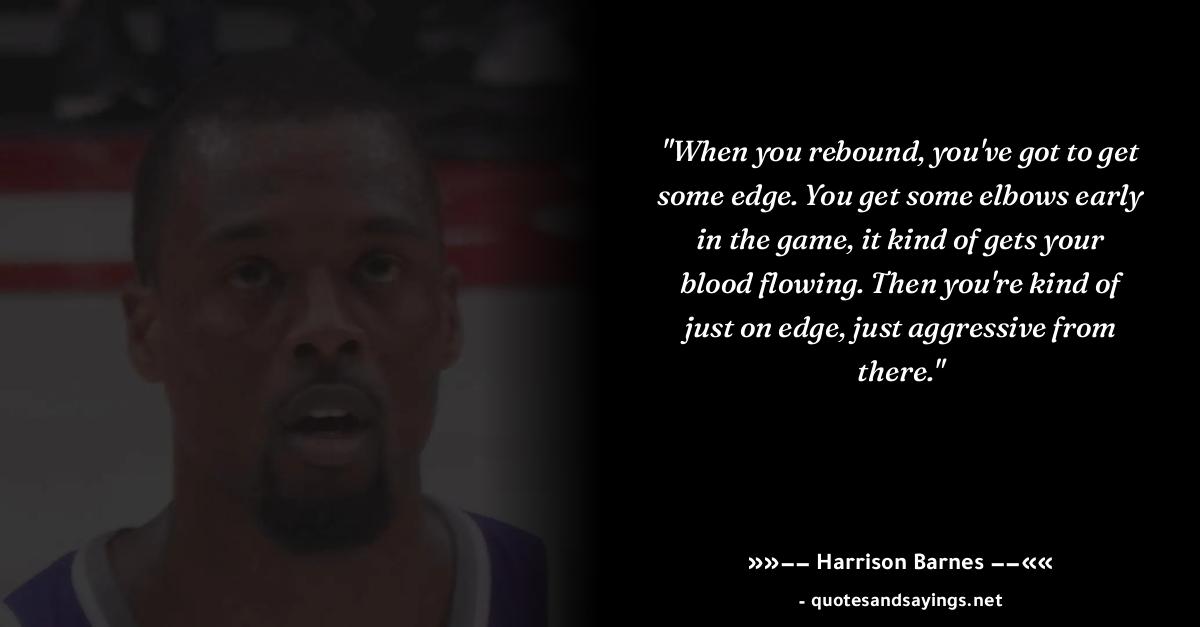 "When you rebound, you've got to get
some edge. You get some elbows early
in the game, it kind of gets your
blood flowing. Then you're kind of
just on edge, just aggressive from
there."
»»–– Harrison Barnes ––««
- quotesandsayings.net